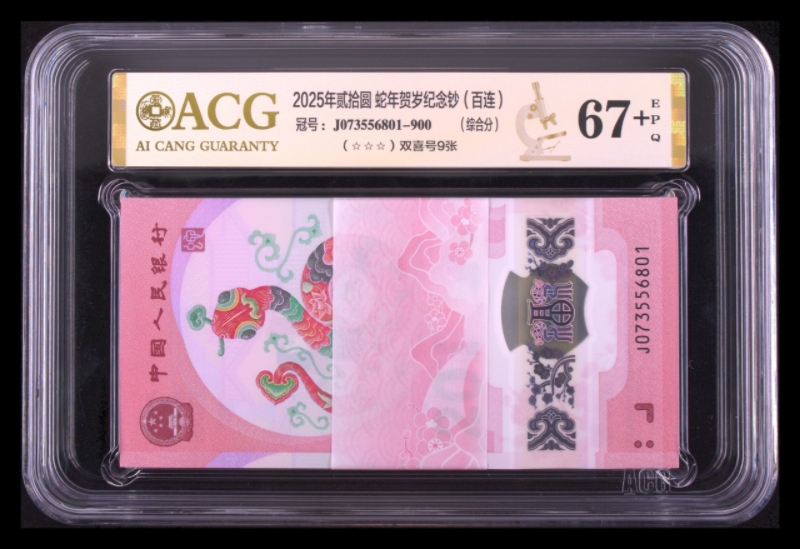 ACG
AI CANG GUARANTY
2025年贰拾圆 蛇年贺岁纪念钞(百连)
冠号: J073556801-900 (综合分)
(☆☆☆)双喜号9张
67+
EPQ
中国人民银行
J073556801
ACG